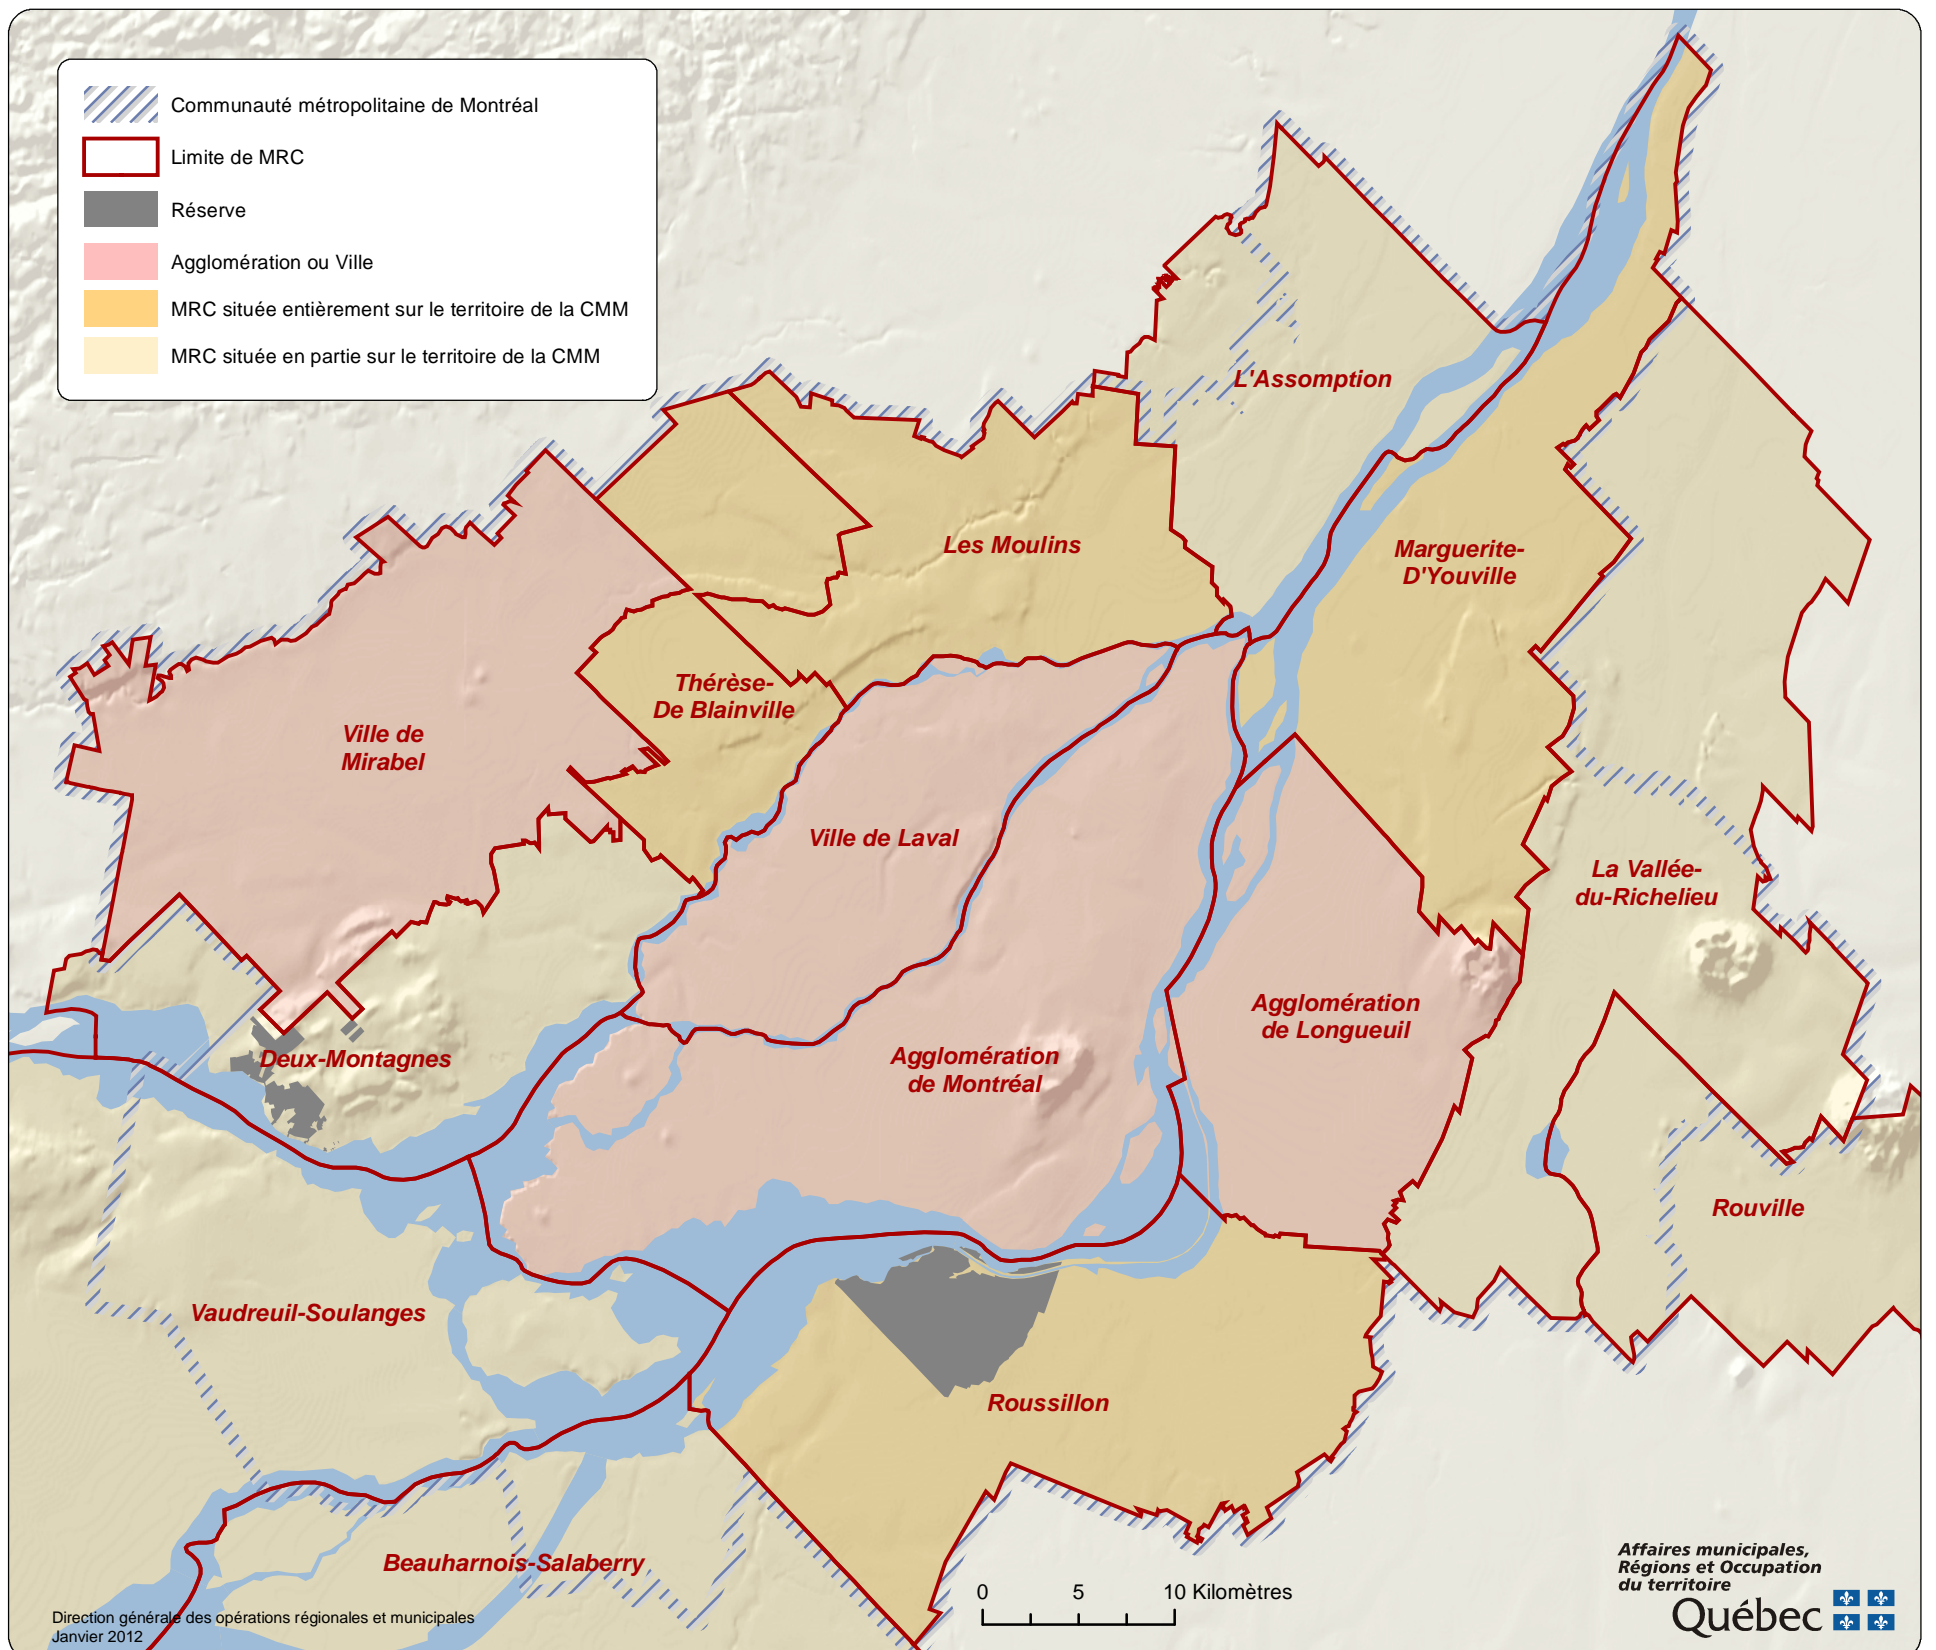 Communauté métropolitaine de Montréal
Limite de MRC
Réserve
Agglomération ou Ville
MRC située entièrement sur le territoire de la CMM
MRC située en partie sur le territoire de la CMM
L'Assomption
Les Moulins
Marguerite-
D'Youville
Thérèse-
De Blainville
Ville de
Mirabel
Ville de Laval
La Vallée-
du-Richelieu
Agglomération
de Longueuil
Deux-Montagnes
Agglomération
de Montréal
Rouville
Vaudreuil-Soulanges
Roussillon
Beauharnois-Salaberry
0 5 10 Kilomètres
Affaires municipales,
Régions et Occupation
du territoire
Québec
Direction générale des opérations régionales et municipales
Janvier 2012